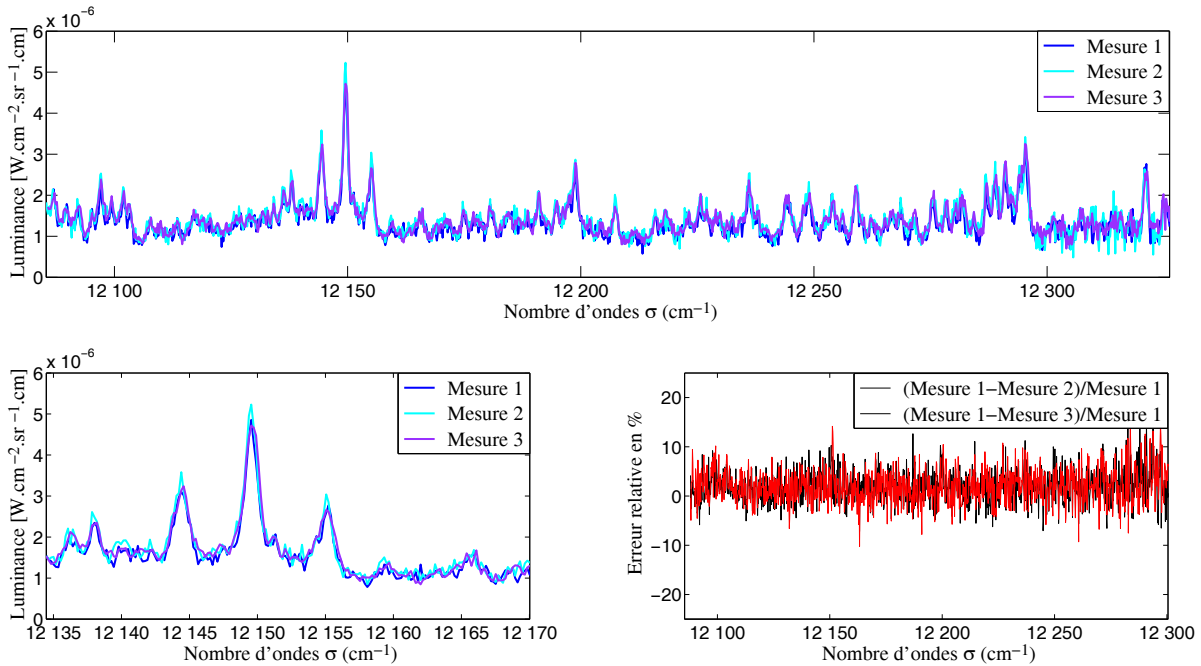 x 10⁻⁶
6
5
4
3
2
1
0
Luminance [W.cm⁻².sr⁻¹.cm]
Mesure 1
Mesure 2
Mesure 3
12 100
12 150
12 200
12 250
12 300
Nombre d'ondes σ (cm⁻¹)
x 10⁻⁶
6
5
4
3
2
1
0
Luminance [W.cm⁻².sr⁻¹.cm]
Mesure 1
Mesure 2
Mesure 3
12 135
12 140
12 145
12 150
12 155
12 160
12 165
12 170
Nombre d'ondes σ (cm⁻¹)
20
10
0
−10
−20
Erreur relative en %
(Mesure 1−Mesure 2)/Mesure 1
(Mesure 1−Mesure 3)/Mesure 1
12 100
12 150
12 200
12 250
12 300
Nombre d'ondes σ (cm⁻¹)